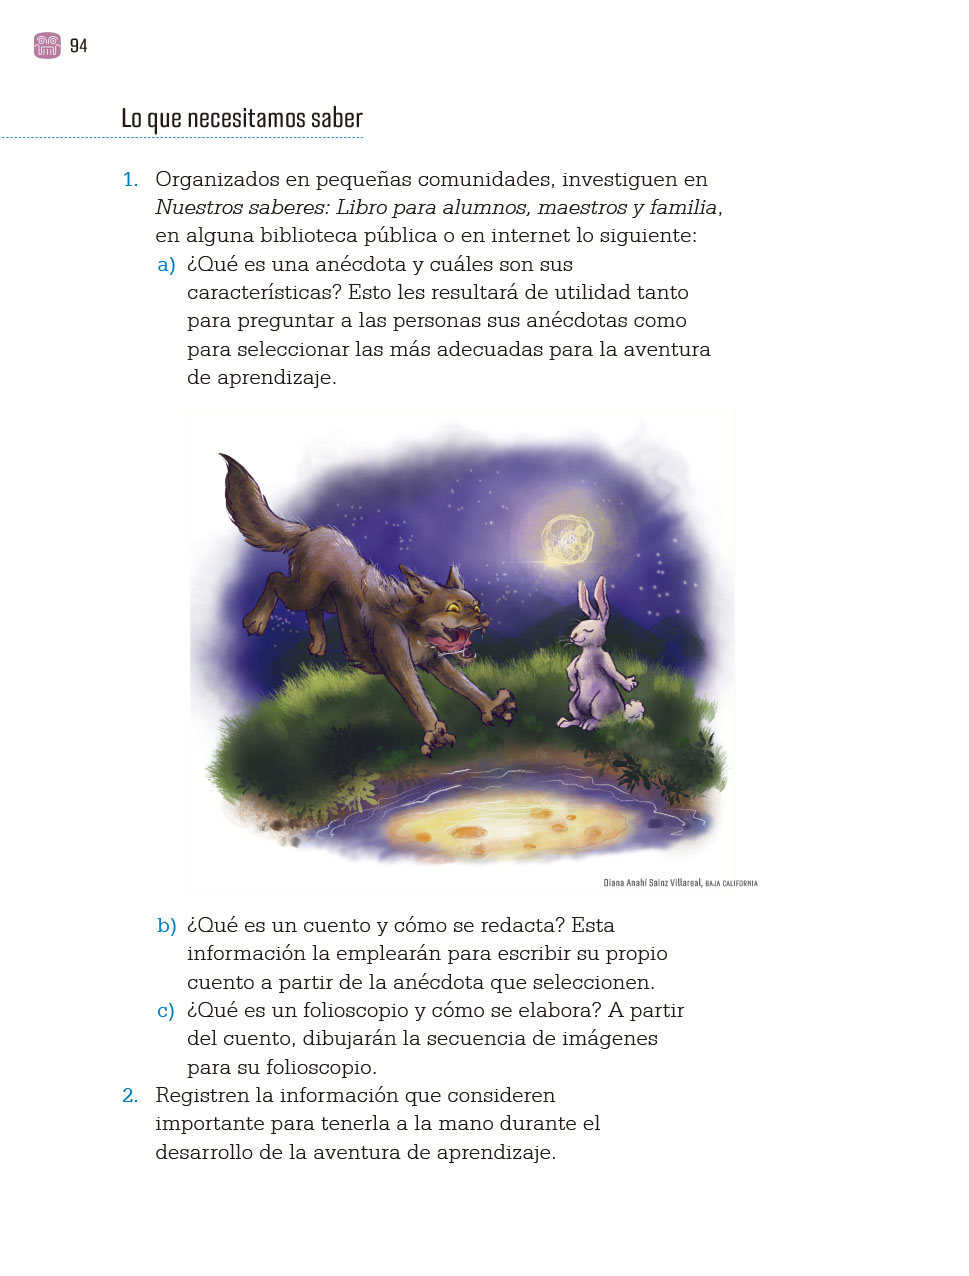 94
Lo que necesitamos saber
1. Organizados en pequeñas comunidades, investiguen en
Nuestros saberes: Libro para alumnos, maestros y familia,
en alguna biblioteca pública o en internet lo siguiente:
a) ¿Qué es una anécdota y cuáles son sus
características? Esto les resultará de utilidad tanto
para preguntar a las personas sus anécdotas como
para seleccionar las más adecuadas para la aventura
de aprendizaje.
Diana Anahí Sainz Villareal, BAJA CALIFORNIA
b) ¿Qué es un cuento y cómo se redacta? Esta
información la emplearán para escribir su propio
cuento a partir de la anécdota que seleccionen.
c) ¿Qué es un folioscopio y cómo se elabora? A partir
del cuento, dibujarán la secuencia de imágenes
para su folioscopio.
2. Registren la información que consideren
importante para tenerla a la mano durante el
desarrollo de la aventura de aprendizaje.